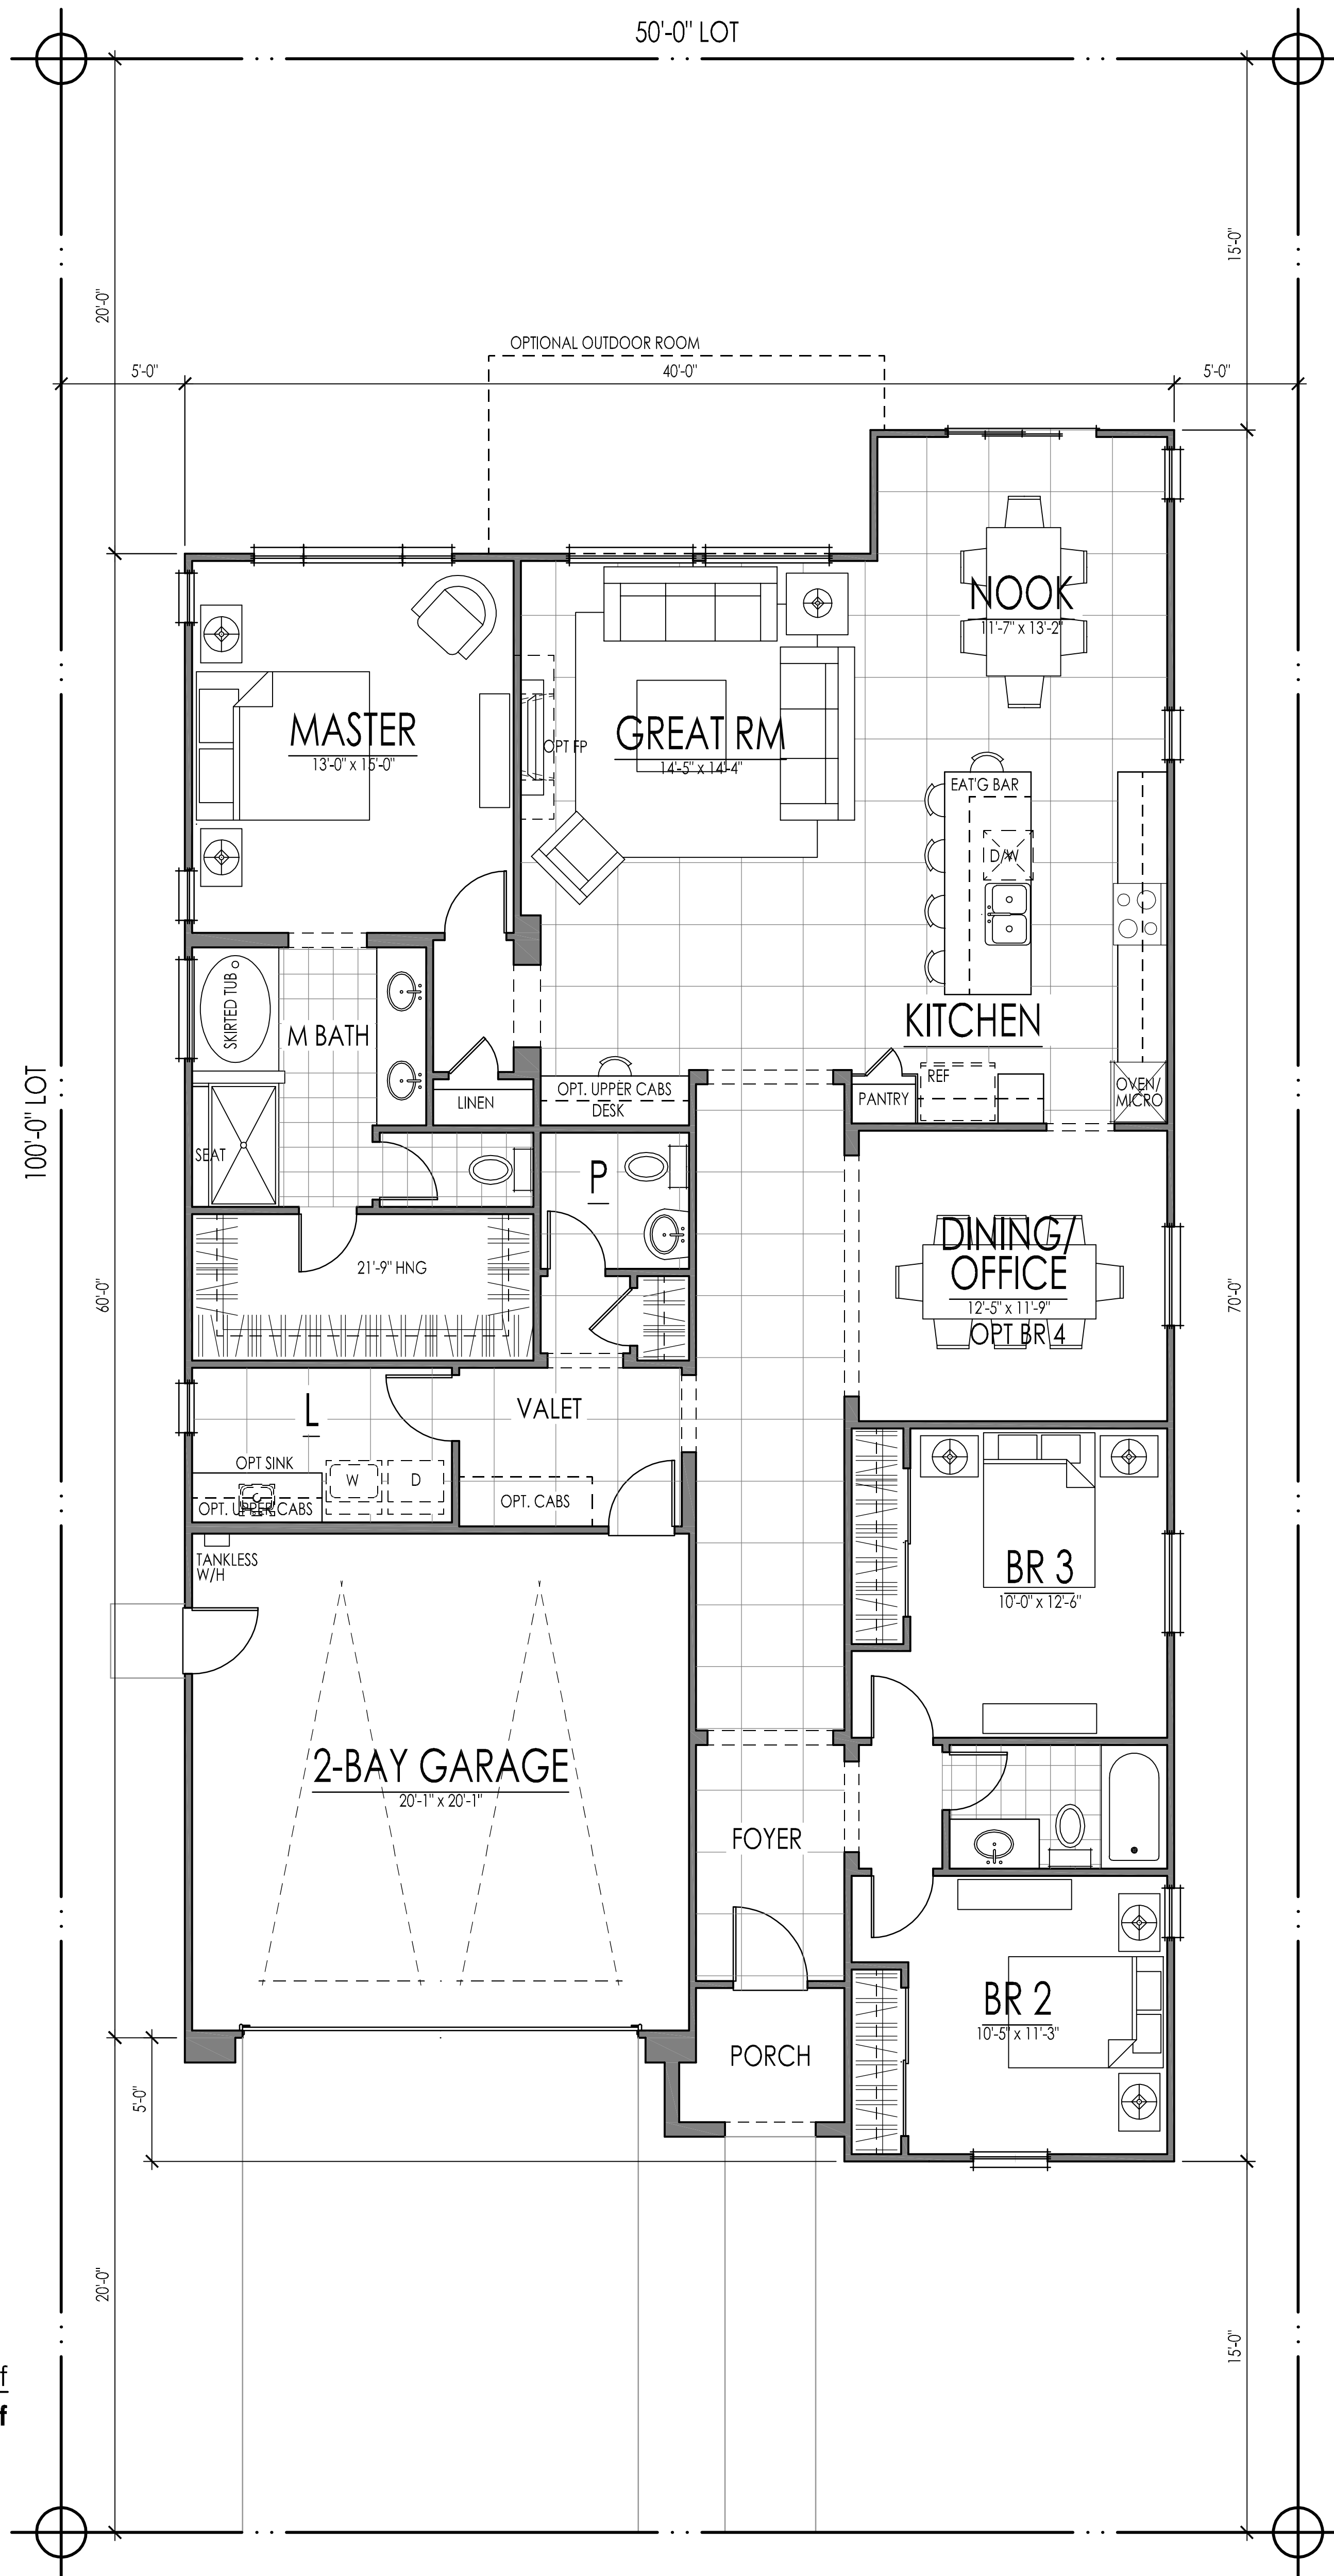 50'-0" LOT
15'-0"
20'-0"
OPTIONAL OUTDOOR ROOM
5'-0"
40'-0"
5'-0"
NOOK
11'-7" x 13'-2"
MASTER
13'-0" x 15'-0"
OPT FP
GREAT RM
14'-5" x 14'-4"
EAT'G BAR
D/W
SKIRTED TUB
M BATH
KITCHEN
100'-0" LOT
LINEN
OPT. UPPER CABS
DESK
PANTRY
REF
OVEN/
MICRO
SEAT
P
DINING/
OFFICE
12'-5" x 11'-9"
OPT BR 4
21'-9" HNG
60'-0"
70'-0"
L
VALET
OPT SINK
W
D
OPT. UPPER CABS
OPT. CABS
TANKLESS
W/H
BR 3
10'-0" x 12'-6"
2-BAY GARAGE
20'-1" x 20'-1"
FOYER
BR 2
10'-5" x 11'-3"
PORCH
5'-0"
20'-0"
15'-0"
f
f